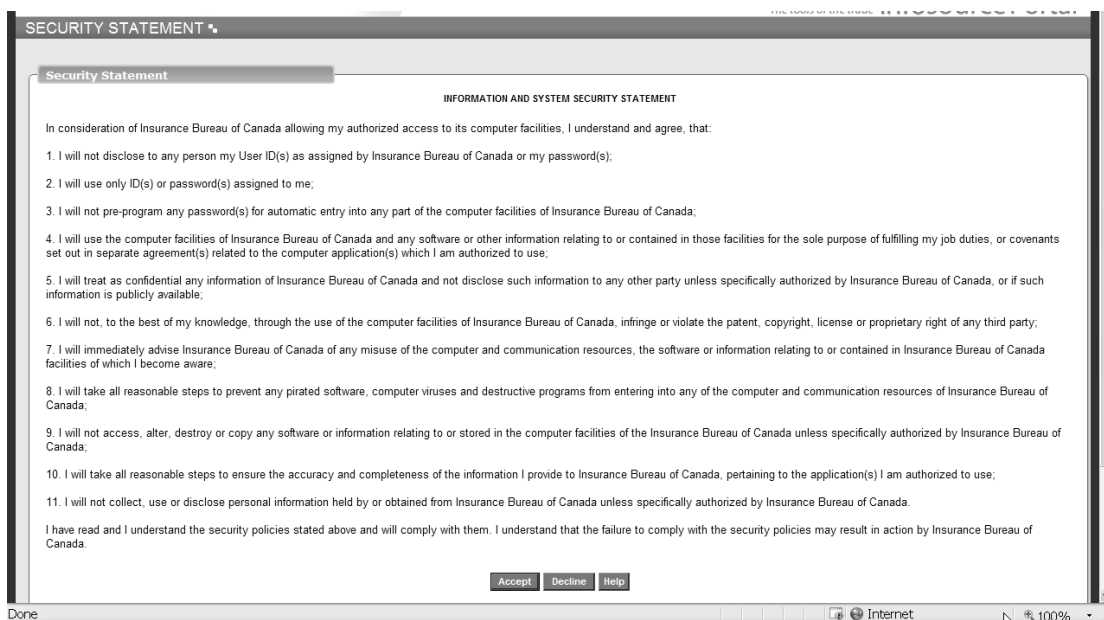 SECURITY STATEMENT
Security Statement
INFORMATION AND SYSTEM SECURITY STATEMENT
In consideration of Insurance Bureau of Canada allowing my authorized access to its computer facilities, I understand and agree, that:
1. I will not disclose to any person my User ID(s) as assigned by Insurance Bureau of Canada or my password(s);
2. I will use only ID(s) or password(s) assigned to me;
3. I will not pre-program any password(s) for automatic entry into any part of the computer facilities of Insurance Bureau of Canada;
4. I will use the computer facilities of Insurance Bureau of Canada and any software or other information relating to or contained in those facilities for the sole purpose of fulfilling my job duties, or covenants
set out in separate agreement(s) related to the computer application(s) which I am authorized to use;
5. I will treat as confidential any information of Insurance Bureau of Canada and not disclose such information to any other party unless specifically authorized by Insurance Bureau of Canada, or if such
information is publicly available;
6. I will not, to the best of my knowledge, through the use of the computer facilities of Insurance Bureau of Canada, infringe or violate the patent, copyright, license or proprietary right of any third party;
7. I will immediately advise Insurance Bureau of Canada of any misuse of the computer and communication resources, the software or information relating to or contained in Insurance Bureau of Canada
facilities of which I become aware;
8. I will take all reasonable steps to prevent any pirated software, computer viruses and destructive programs from entering into any of the computer and communication resources of Insurance Bureau of
Canada;
9. I will not access, alter, destroy or copy any software or information relating to or stored in the computer facilities of the Insurance Bureau of Canada unless specifically authorized by Insurance Bureau of
Canada;
10. I will take all reasonable steps to ensure the accuracy and completeness of the information I provide to Insurance Bureau of Canada, pertaining to the application(s) I am authorized to use;
11. I will not collect, use or disclose personal information held by or obtained from Insurance Bureau of Canada unless specifically authorized by Insurance Bureau of Canada.
I have read and I understand the security policies stated above and will comply with them. I understand that the failure to comply with the security policies may result in action by Insurance Bureau of
Canada.
Accept Decline Help
Done Internet 100%